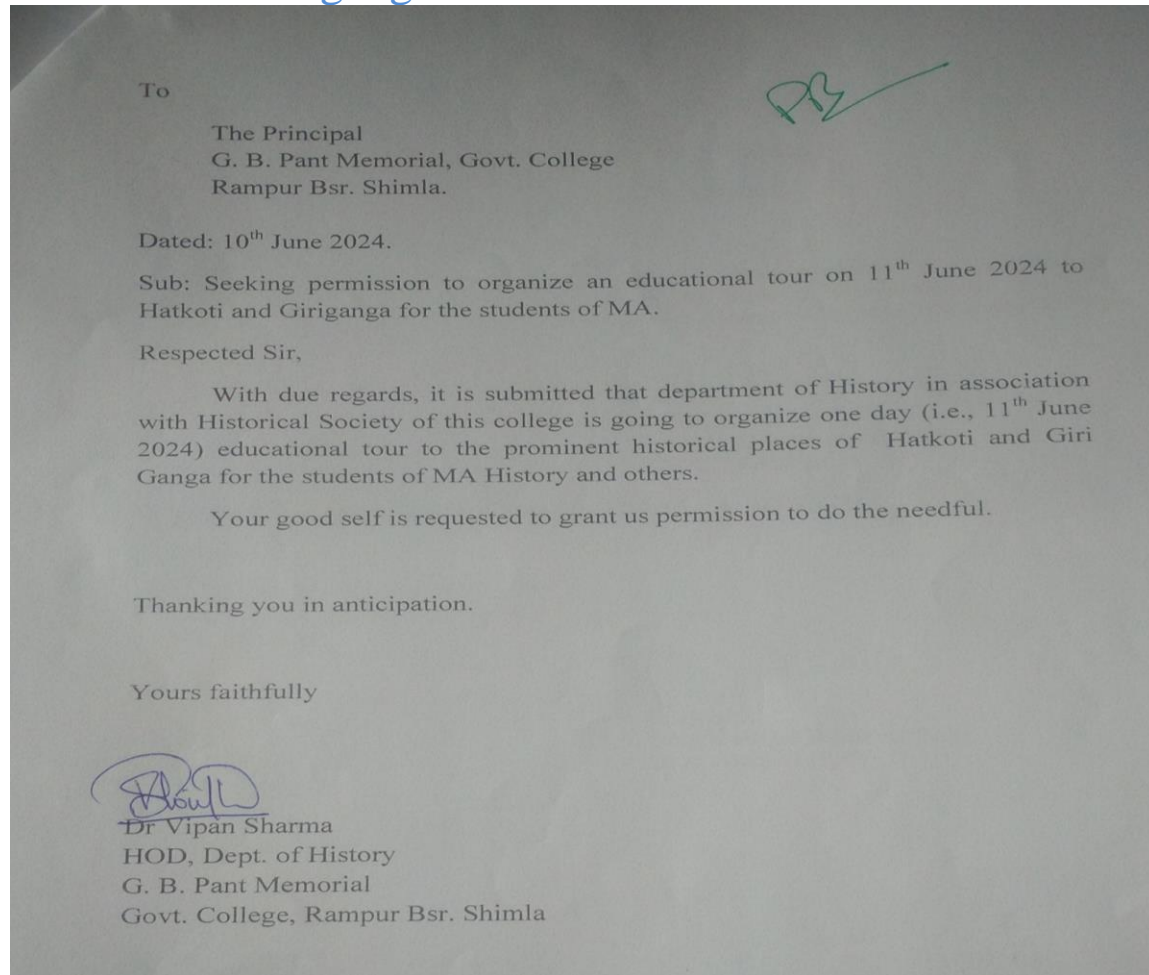 To
The Principal
G. B. Pant Memorial, Govt. College
Rampur Bsr. Shimla.
Dated: 10th June 2024.
Sub: Seeking permission to organize an educational tour on 11th June 2024 to
Hatkoti and Giriganga for the students of MA.
Respected Sir,
With due regards, it is submitted that department of History in association
with Historical Society of this college is going to organize one day (i.e., 11th June
2024) educational tour to the prominent historical places of Hatkoti and Giri
Ganga for the students of MA History and others.
Your good self is requested to grant us permission to do the needful.
Thanking you in anticipation.
Yours faithfully
Dr Vipan Sharma
HOD, Dept. of History
G. B. Pant Memorial
Govt. College, Rampur Bsr. Shimla